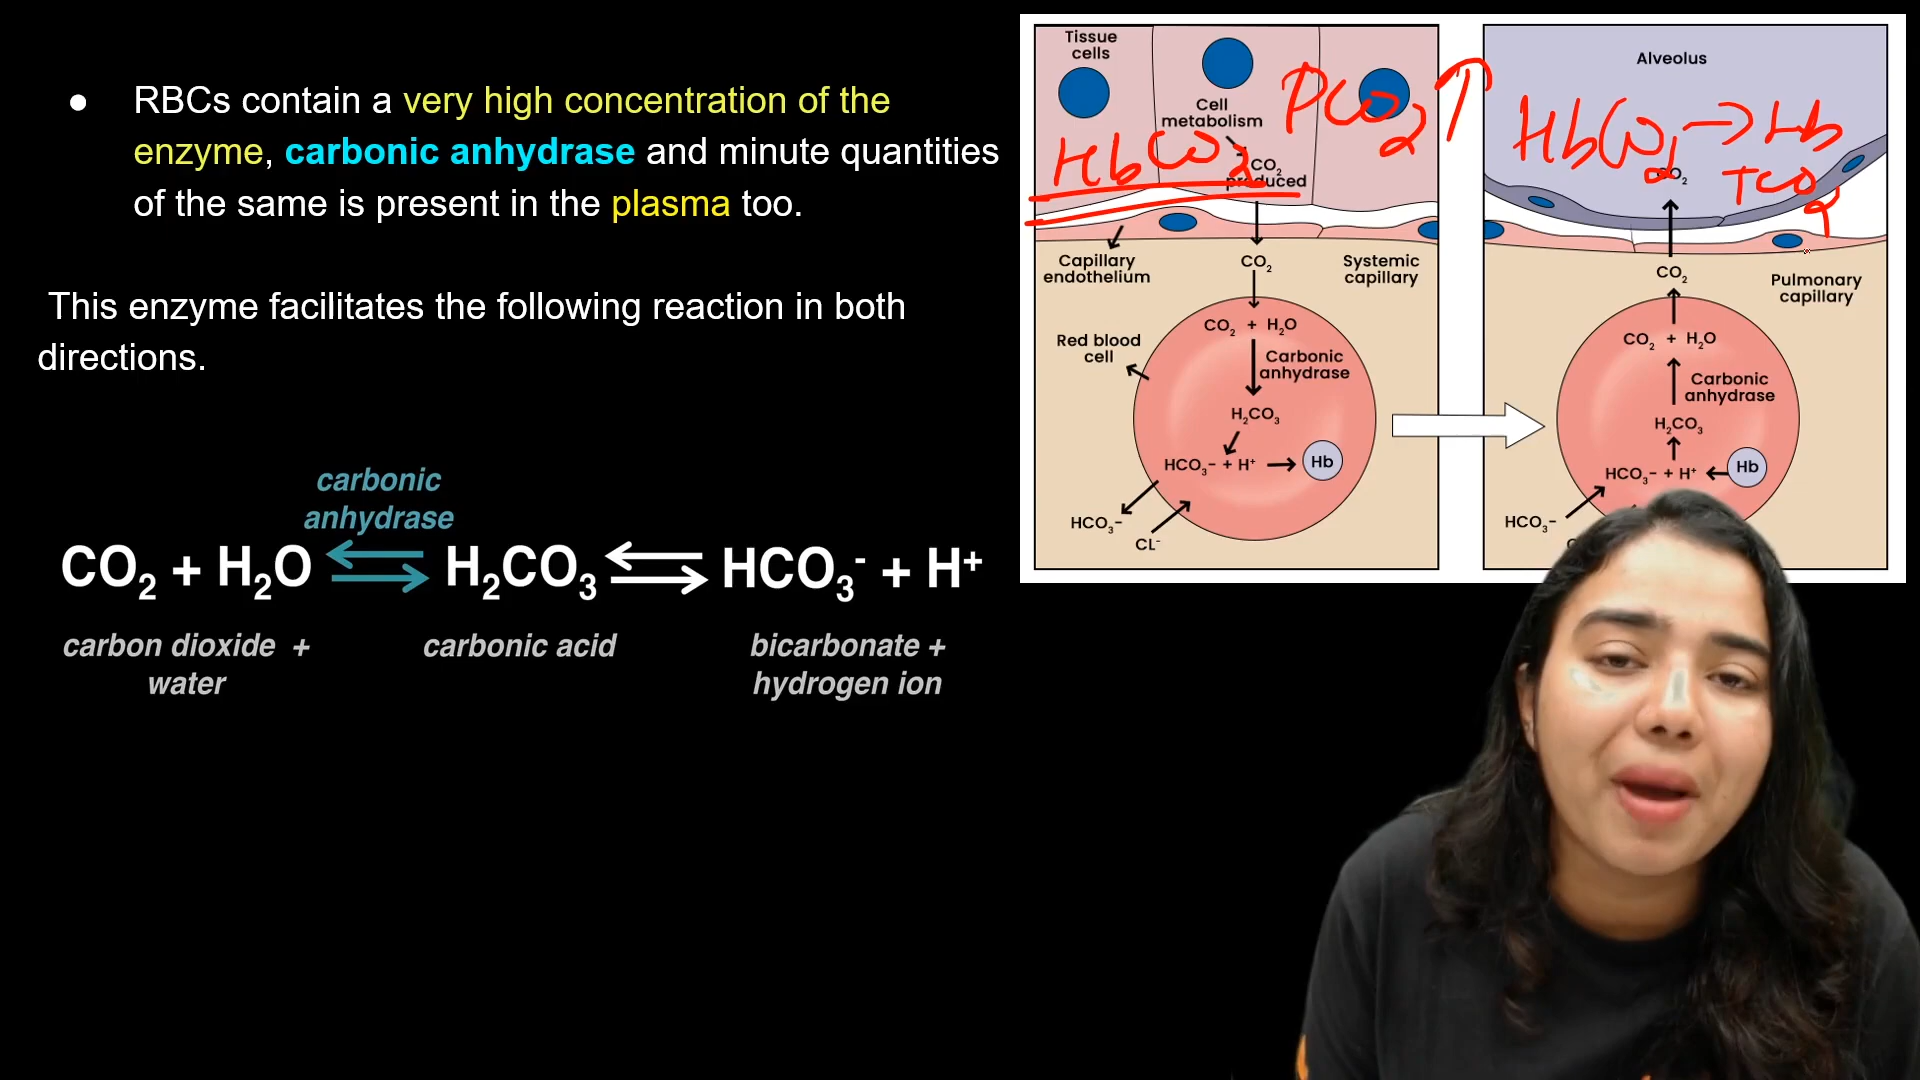 ● RBCs contain a very high concentration of the
enzyme, carbonic anhydrase and minute quantities
of the same is present in the plasma too.
This enzyme facilitates the following reaction in both
directions.
carbonic
anhydrase
CO₂ + H₂O ⇌ H₂CO₃ ⇌ HCO₃⁻ + H⁺
carbon dioxide +
water
carbonic acid
bicarbonate +
hydrogen ion
Tissue
cells
Cell
metabolism
CO₂
produced
PCO₂ ↑
HbCO₂
Capillary
endothelium
CO₂
Systemic
capillary
Red blood
cell
CO₂ + H₂O
Carbonic
anhydrase
H₂CO₃
HCO₃⁻ + H⁺ → Hb
HCO₃⁻
CL⁻
Alveolus
HbCO₂ → Hb
CO₂
CO₂
Pulmonary
capillary
CO₂ + H₂O
Carbonic
anhydrase
H₂CO₃
HCO₃⁻ + H⁺ ← Hb
HCO₃⁻